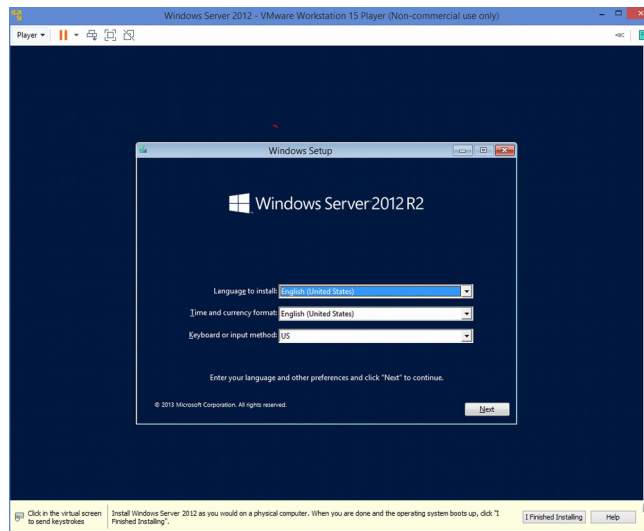 Windows Server 2012 - VMware Workstation 15 Player (Non-commercial use only)
Player
Windows Setup
Windows Server 2012 R2
Language to install: English (United States)
Time and currency format: English (United States)
Keyboard or input method: US
Enter your language and other preferences and click "Next" to continue.
© 2013 Microsoft Corporation. All rights reserved.
Next
Click in the virtual screen
to send keystrokes
Install Windows Server 2012 as you would on a physical computer. When you are done and the operating system boots up, click "I
Finished Installing".
I Finished Installing
Help